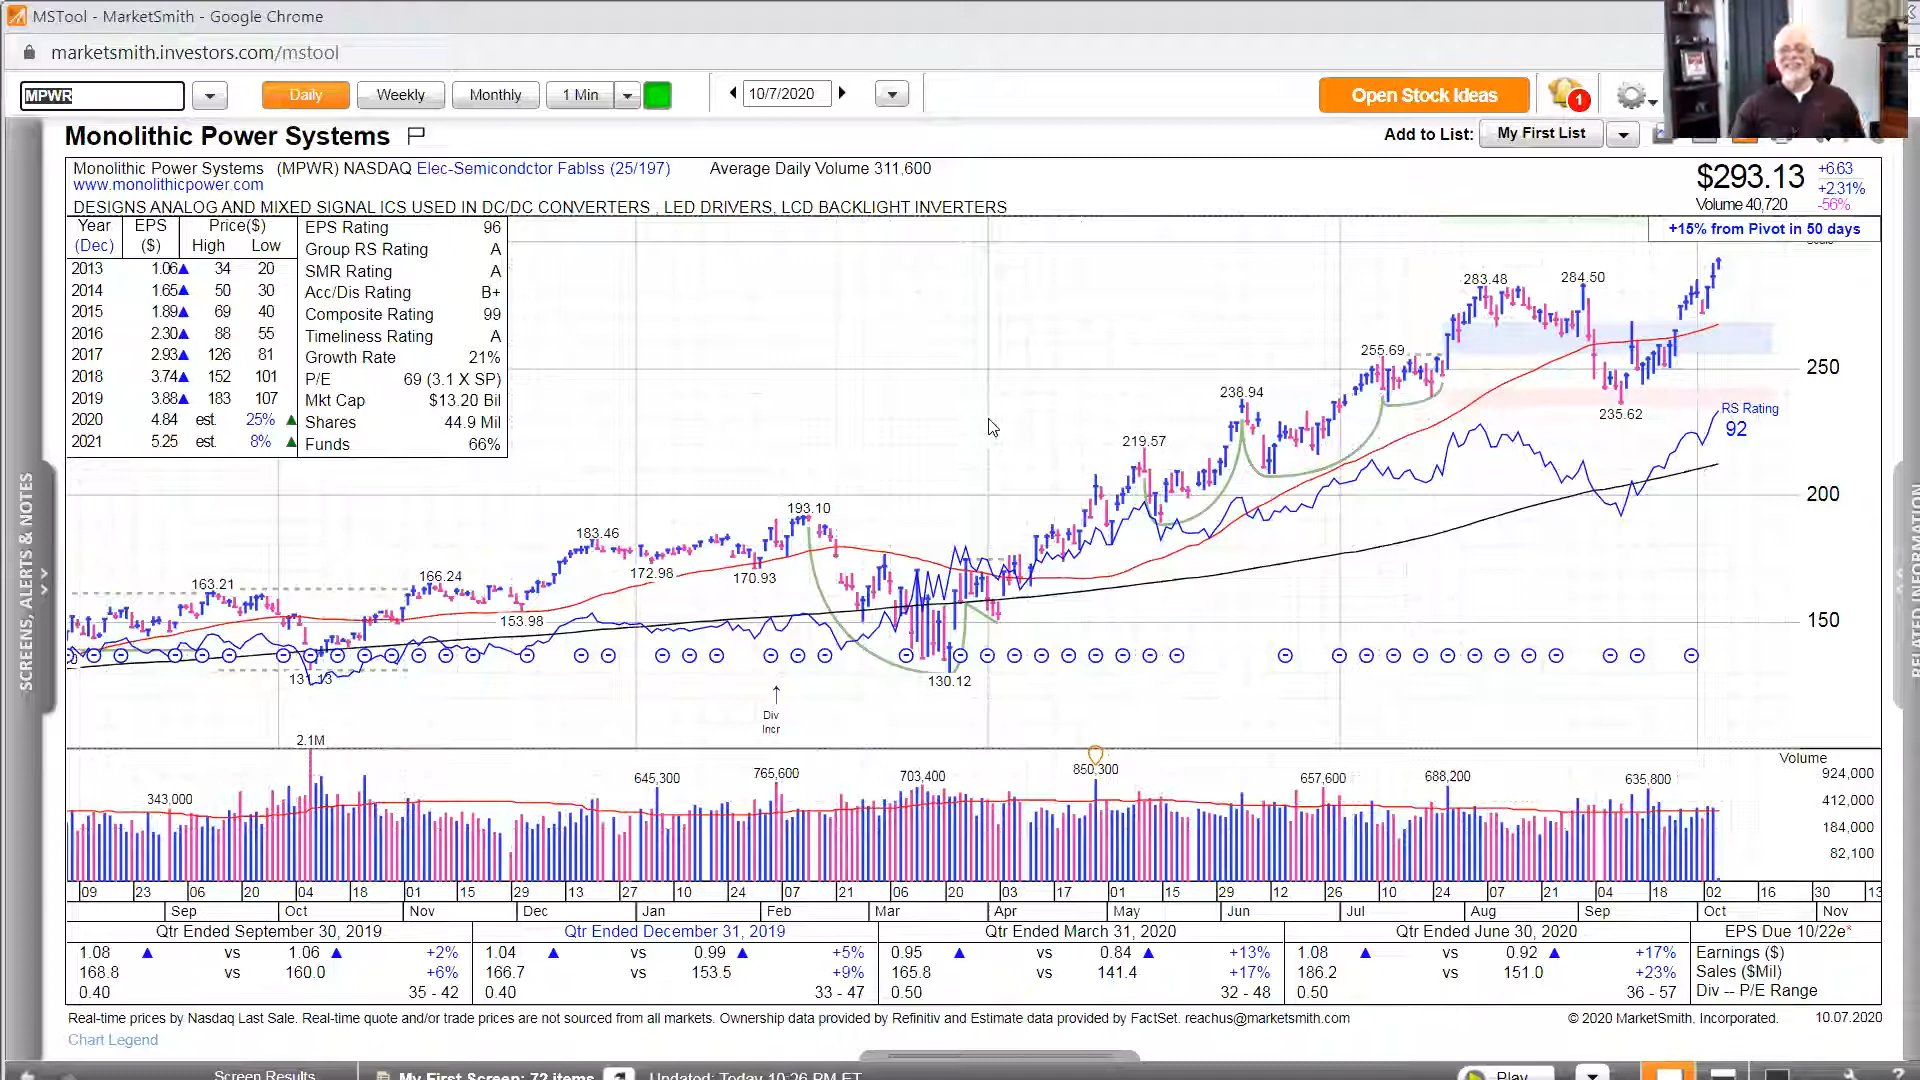 MSTool - MarketSmith - Google Chrome
marketsmith.investors.com/mstool
MPWR Daily Weekly Monthly 1 Min 10/7/2020 Open Stock Ideas 1
Monolithic Power Systems Add to List: My First List
Monolithic Power Systems (MPWR) NASDAQ Elec-Semicondctor Fablss (25/197) Average Daily Volume 311,600
www.monolithicpower.com
DESIGNS ANALOG AND MIXED SIGNAL ICS USED IN DC/DC CONVERTERS , LED DRIVERS, LCD BACKLIGHT INVERTERS
$293.13 +6.63
+2.31%
Volume 40,720 -56%
+15% from Pivot in 50 days
Year EPS Price($)
(Dec) ($) High Low
2013 1.06 34 20
2014 1.65 50 30
2015 1.89 69 40
2016 2.30 88 55
2017 2.93 126 81
2018 3.74 152 101
2019 3.88 183 107
2020 4.84 est. 25%
2021 5.25 est. 8%
EPS Rating 96
Group RS Rating A
SMR Rating A
Acc/Dis Rating B+
Composite Rating 99
Timeliness Rating A
Growth Rate 21%
P/E 69 (3.1 X SP)
Mkt Cap $13.20 Bil
Shares 44.9 Mil
Funds 66%
283.48 284.50
255.69
250
238.94
235.62
RS Rating
92
219.57
200
193.10
183.46
172.98 170.93
163.21 166.24
153.98
150
131.13
130.12
Div
Incr
2.1M
Volume
343,000 645,300 765,600 703,400 850,300 657,600 688,200 635,800
924,000
412,000
184,000
82,100
09 23 06 20 04 18 01 15 29 13 27 10 24 07 21 06 20 03 17 01 15 29 12 26 10 24 07 21 04 18 02 16 30 13
Sep Oct Nov Dec Jan Feb Mar Apr May Jun Jul Aug Sep Oct Nov
Qtr Ended September 30, 2019 Qtr Ended December 31, 2019 Qtr Ended March 31, 2020 Qtr Ended June 30, 2020 EPS Due 10/22e*
1.08 vs 1.06 +2% 1.04 vs 0.99 +5% 0.95 vs 0.84 +13% 1.08 vs 0.92 +17% Earnings ($)
168.8 vs 160.0 +6% 166.7 vs 153.5 +9% 165.8 vs 141.4 +17% 186.2 vs 151.0 +23% Sales ($Mil)
0.40 35 - 42 0.40 33 - 47 0.50 32 - 48 0.50 36 - 57 Div -- P/E Range
Real-time prices by Nasdaq Last Sale. Real-time quote and/or trade prices are not sourced from all markets. Ownership data provided by Refinitiv and Estimate data provided by FactSet. reachus@marketsmith.com © 2020 MarketSmith, Incorporated. 10.07.2020
Chart Legend
SCREENS, ALERTS & NOTES
RELATED INFORMATION
Screen Results My First Screen: 72 items Updated: Today 10:26 PM ET Play